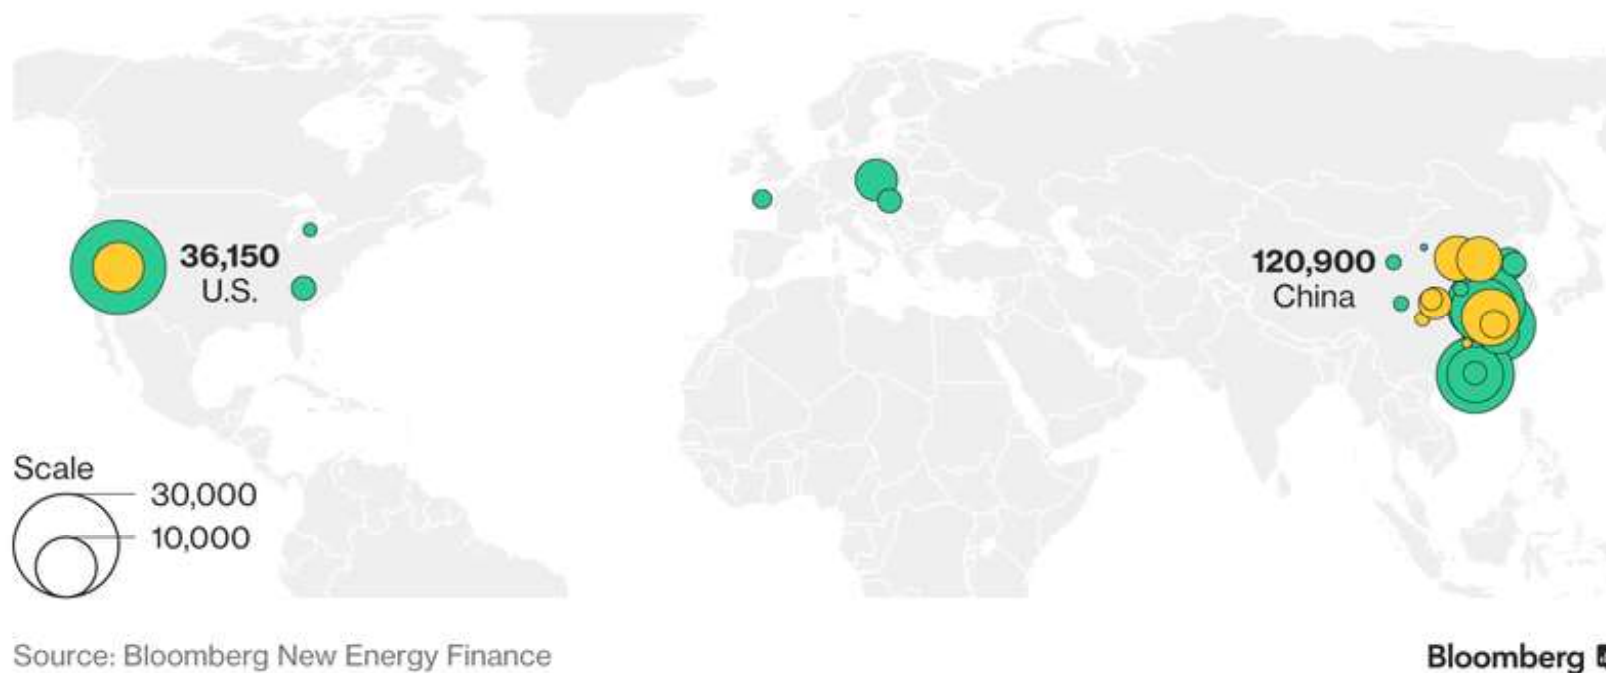 36,150
U.S.
120,900
China
Scale
30,000
10,000
Source: Bloomberg New Energy Finance
Bloomberg